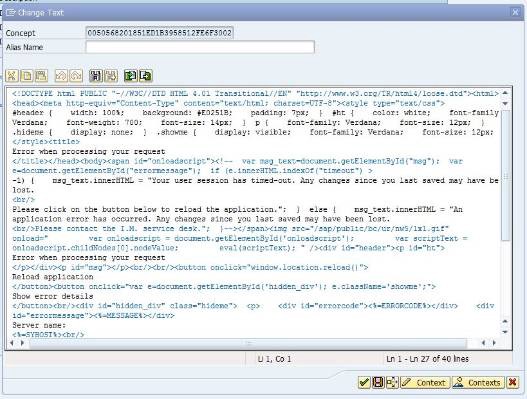 Change Text
Concept 0050568201851ED1B3958512FE6F3002
Alias Name
<!DOCTYPE html PUBLIC "-//W3C//DTD HTML 4.01 Transitional//EN" "http://www.w3.org/TR/html4/loose.dtd"><html>
<head><meta http-equiv="Content-Type" content="text/html; charset=UTF-8"><style type="text/css">
#header { width: 100%; background: #E0251B; padding: 7px; } #ht { color: white; font-family
Verdana; font-weight: 700; font-size: 14px; } p { font-family: Verdana; font-size: 12px; }
.hideme { display: none; } .showme { display: visible; font-family: Verdana; font-size: 12px;
</style><title>
Error when processing your request
</title></head><body><span id="onloadscript"><!-- var msg_text=document.getElementById("msg"); var
e=document.getElementById("errormessage"); if (e.innerHTML.indexOf("timeout") >
-1) { msg_text.innerHTML = "Your session has timed-out. Any changes since you last saved may have be
lost.
<br/>
Please click on the button below to reload the application."; } else { msg_text.innerHTML = "An
application error has occurred. Any changes since you last saved may have been lost.
<br/>Please contact the I.M. service desk."; }--></span><img src="/sap/public/bc/ur/nw5/1x1.gif"
onload=" var onloadscript = document.getElementById('onloadscript'); var scriptText =
onloadscript.childNodes[0].nodeValue; eval(scriptText); " /><div id="header"><p id="ht">
Error when processing your request
</p></div><p id="msg"></p><br/><br/><button onclick="window.location.reload()">
Reload application
</button><button onclick="var e=document.getElementById('hidden_div'); e.className='showme';">
Show error details
</button><br/><div id="hidden_div" class="hideme"> <p> <div id="errorcode"><%=ERRORCODE%></div> <div
id="errormessage"><%=MESSAGE%></div>
Server name:
<%=SYHOST%><br/>
Li 1, Co 1 Ln 1 - Ln 27 of 40 lines
Context Contexts